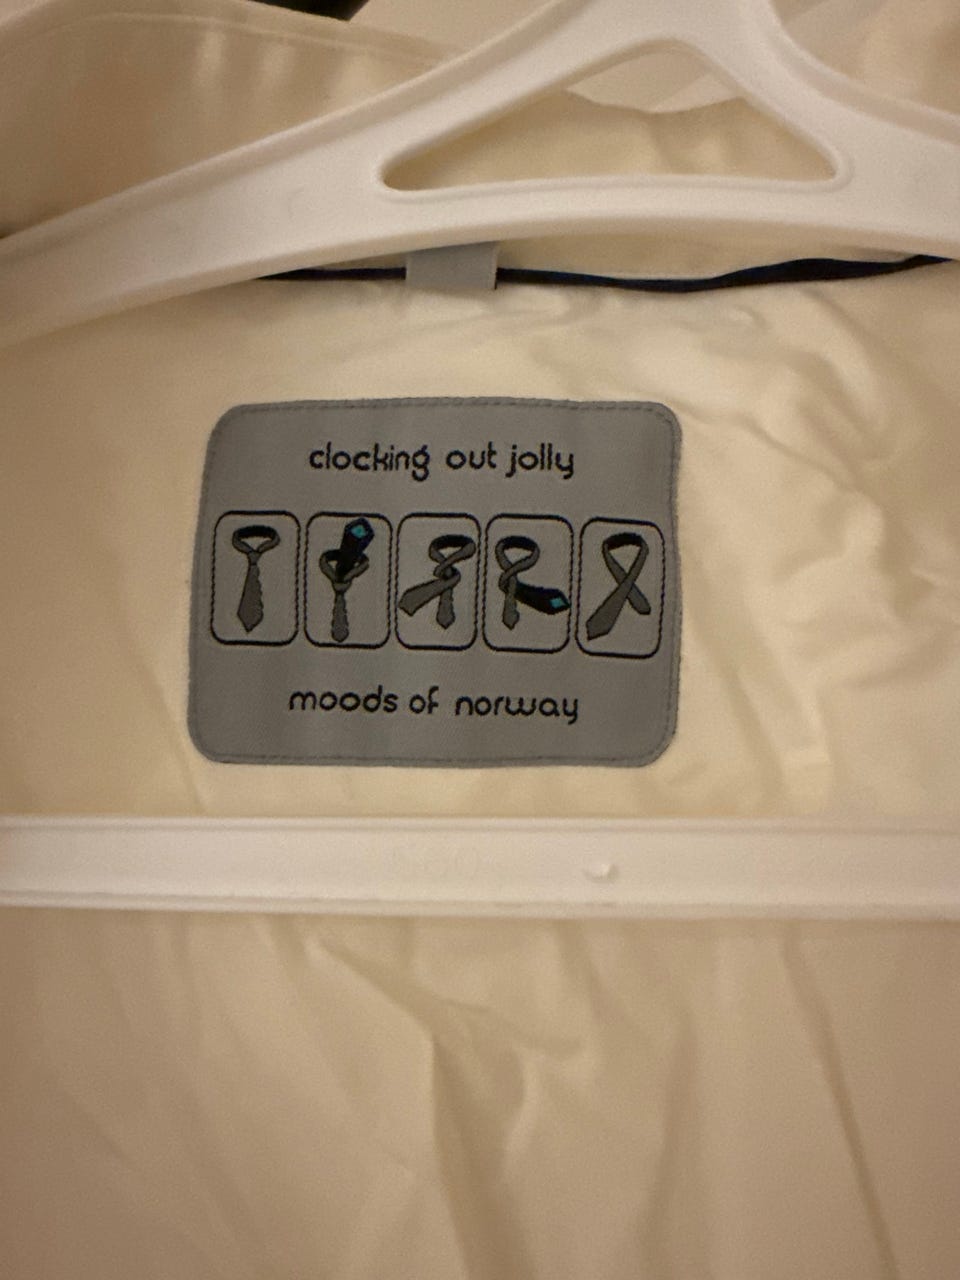 clocking out jolly
moods of norway